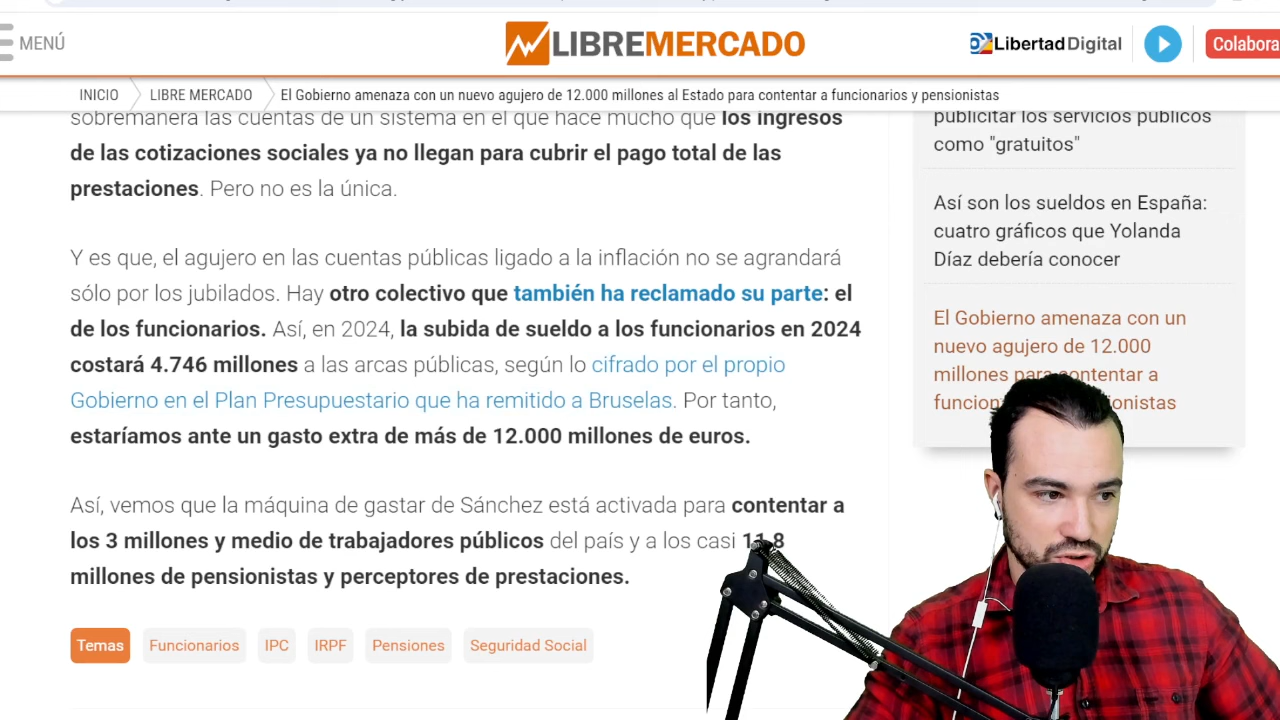 MENÚ
LIBREMERCADO
LibertadDigital
Colabora
INICIO
LIBRE MERCADO
El Gobierno amenaza con un nuevo agujero de 12.000 millones al Estado para contentar a funcionarios y pensionistas
sobremanera las cuentas de un sistema en el que hace mucho que los ingresos
de las cotizaciones sociales ya no llegan para cubrir el pago total de las
prestaciones. Pero no es la única.
Y es que, el agujero en las cuentas públicas ligado a la inflación no se agrandará
sólo por los jubilados. Hay otro colectivo que también ha reclamado su parte: el
de los funcionarios. Así, en 2024, la subida de sueldo a los funcionarios en 2024
costará 4.746 millones a las arcas públicas, según lo cifrado por el propio
Gobierno en el Plan Presupuestario que ha remitido a Bruselas. Por tanto,
estaríamos ante un gasto extra de más de 12.000 millones de euros.
Así, vemos que la máquina de gastar de Sánchez está activada para contentar a
los 3 millones y medio de trabajadores públicos del país y a los casi 11,8
millones de pensionistas y perceptores de prestaciones.
Temas
Funcionarios
IPC
IRPF
Pensiones
Seguridad Social
publicitar los servicios públicos
como "gratuitos"
Así son los sueldos en España:
cuatro gráficos que Yolanda
Díaz debería conocer
El Gobierno amenaza con un
nuevo agujero de 12.000
millones para contentar a